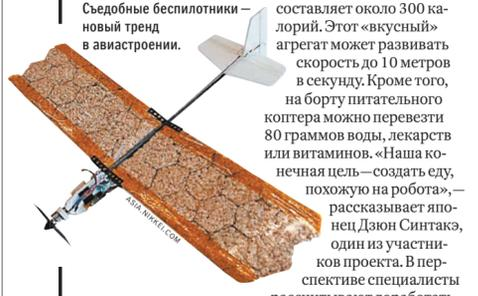 Съедобные беспилотники —
новый тренд
в авиастроении.
ASIA.NIKKEI.COM
составляет около 300 ка-
лорий. Этот «вкусный»
агрегат может развивать
скорость до 10 метров
в секунду. Кроме того,
на борту питательного
коптера можно перевезти
80 граммов воды, лекарств
или витаминов. «Наша ко-
нечная цель — создать еду,
похожую на робота», —
рассказывает япо-
нец Дзюн Синтакэ,
один из участни-
ков проекта. В пер-
спективе специалисты